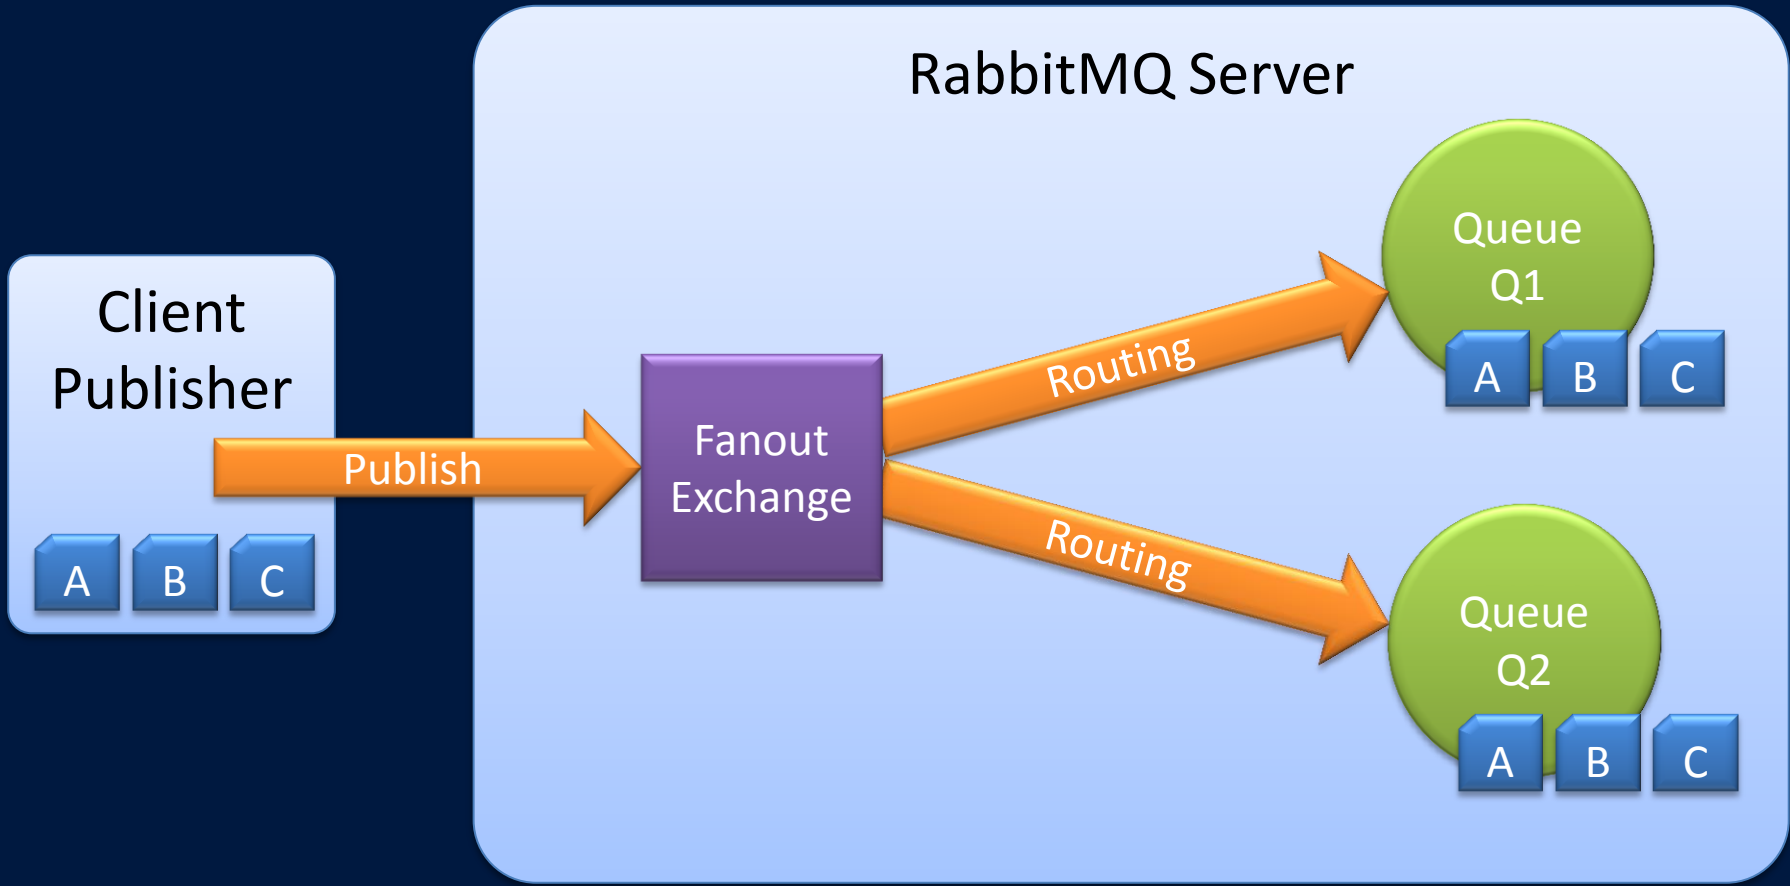 RabbitMQ Server
Client
Publisher
Publish
A B C
Fanout
Exchange
Routing
Routing
Queue
Q1
A B C
Queue
Q2
A B C